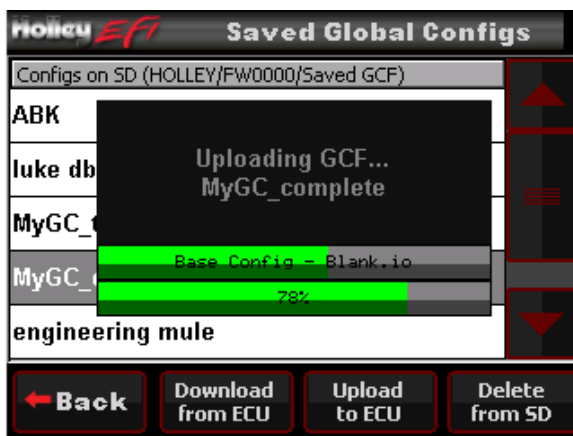 Holley EFI
Saved Global Configs
Configs on SD (HOLLEY/FW0000/Saved GCF)
ABK
luke db
Uploading GCF...
MyGC_complete
MyGC_
Base Config - Blank.io
MyGC_
78%
engineering mule
Back
Download
from ECU
Upload
to ECU
Delete
from SD